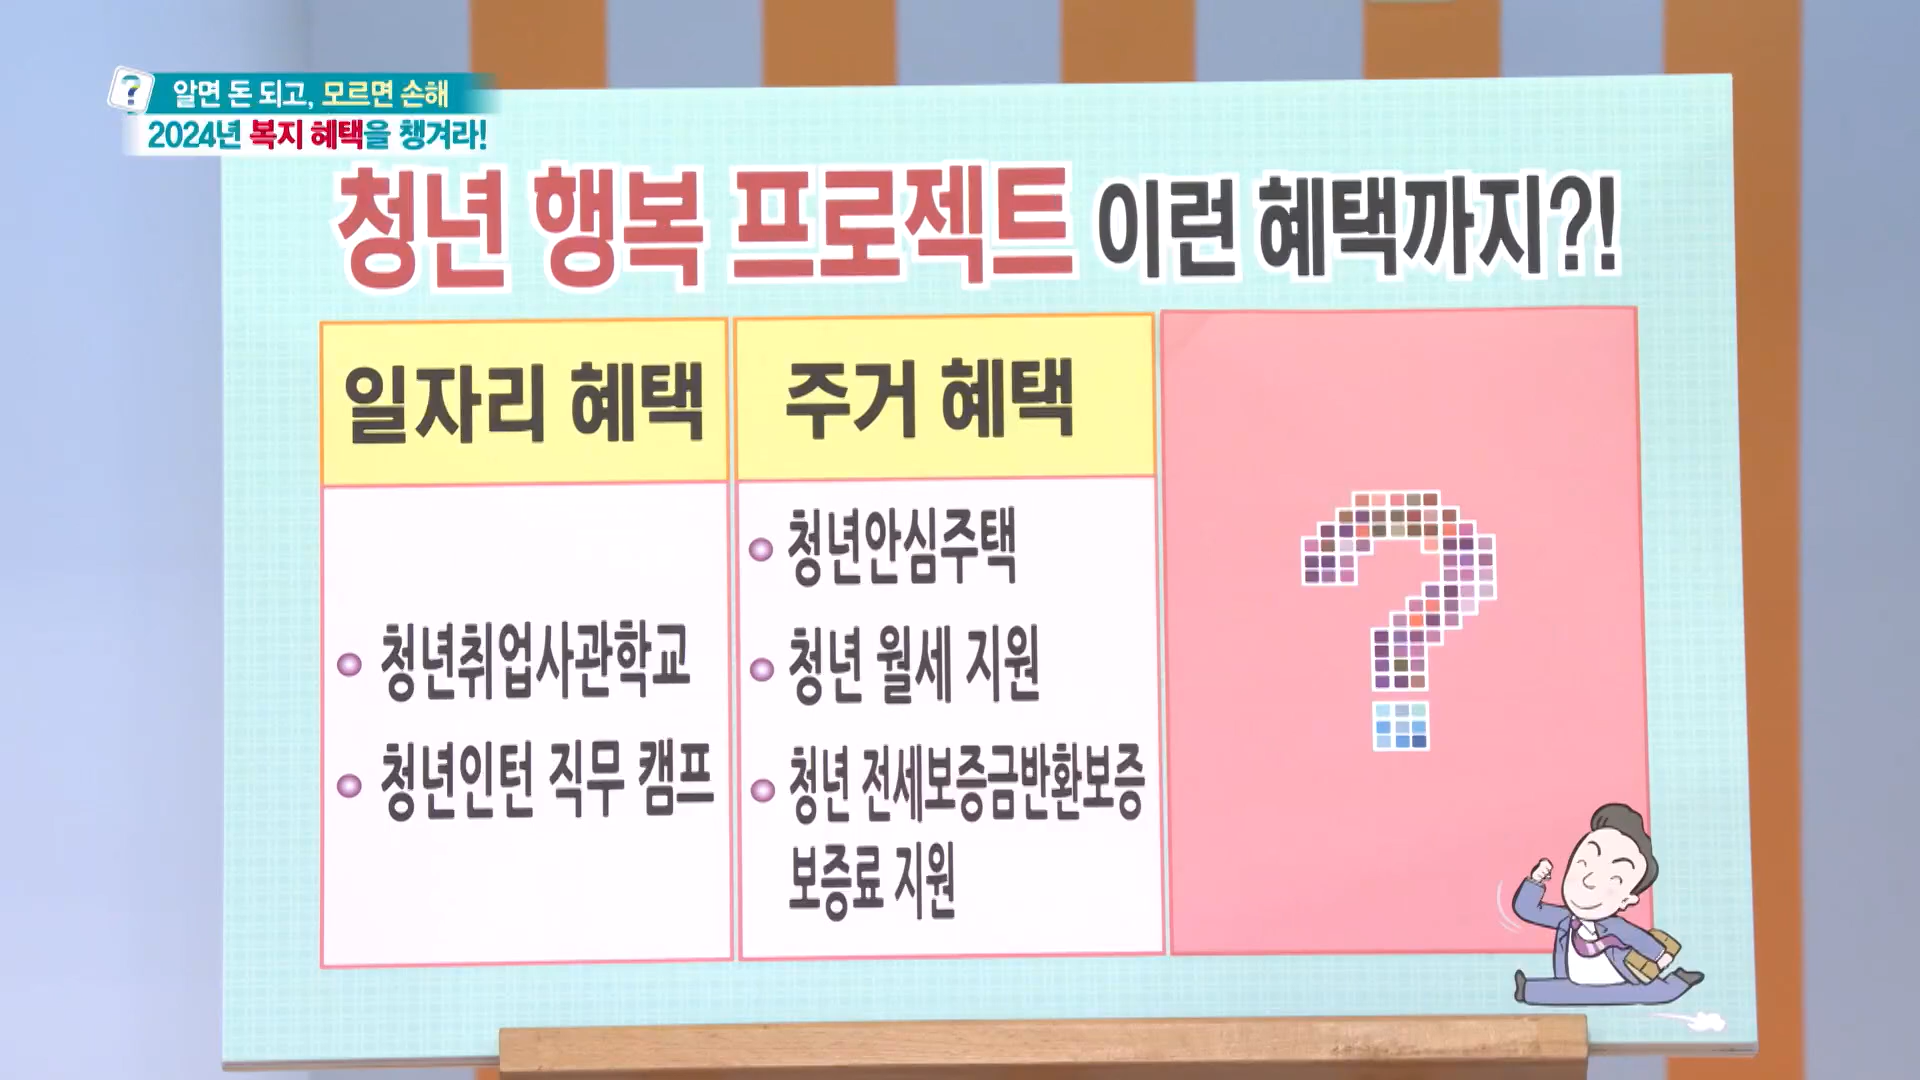 ?
알면 돈 되고, 모르면 손해
2024년 복지 혜택을 챙겨라!
청년 행복 프로젝트 이런 혜택까지?!
일자리 혜택
청년취업사관학교
청년인턴 직무 캠프
주거 혜택
청년안심주택
청년 월세 지원
청년 전세보증금반환보증
보증료 지원
?